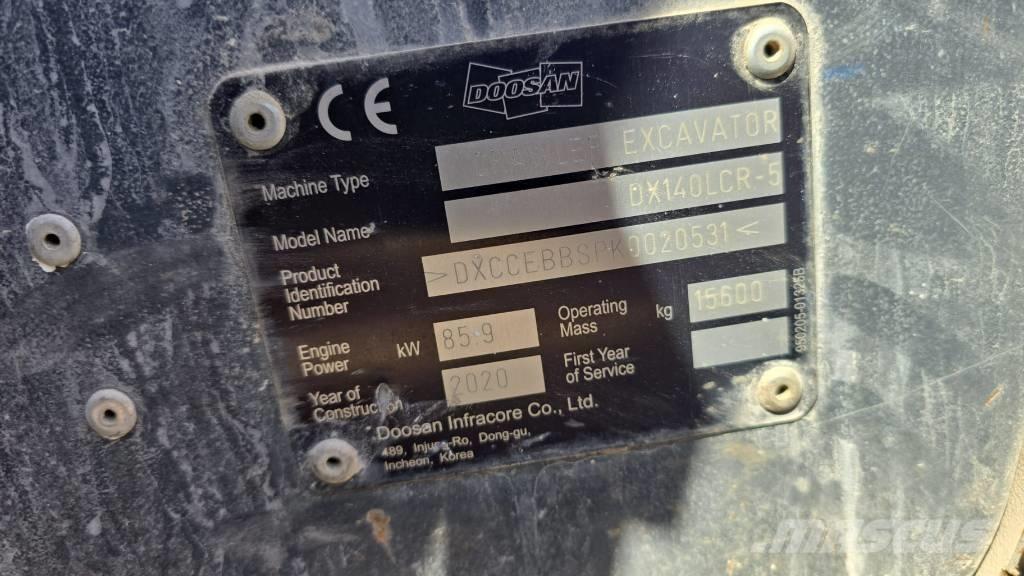 CE
DOOSAN
Machine Type CRAWLER EXCAVATOR
Model Name DX140LCR-5
Product
Identification
Number >DXCCEBBSPK0020531<
Engine
Power kW 85.9
Operating
Mass kg 15600
Year of
Construction 2020
First Year
of Service
Doosan Infracore Co., Ltd.
489, Injung-Ro, Dong-gu,
Incheon, Korea
MASCUS